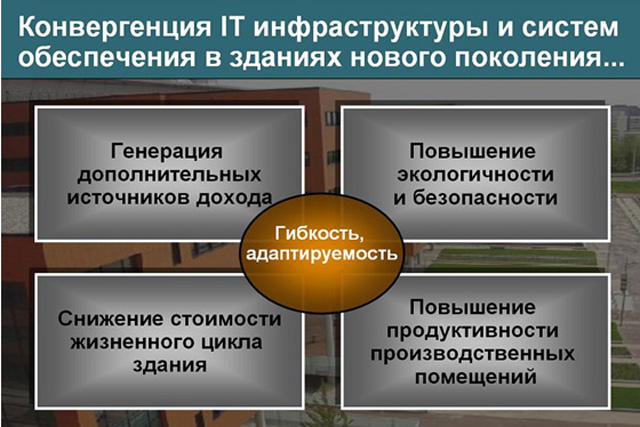 Конвергенция IT инфраструктуры и систем
обеспечения в зданиях нового поколения...
Генерация
дополнительных
источников дохода
Повышение
экологичности
и безопасности
Гибкость,
адаптируемость
Снижение стоимости
жизненного цикла
здания
Повышение
продуктивности
производственных
помещений